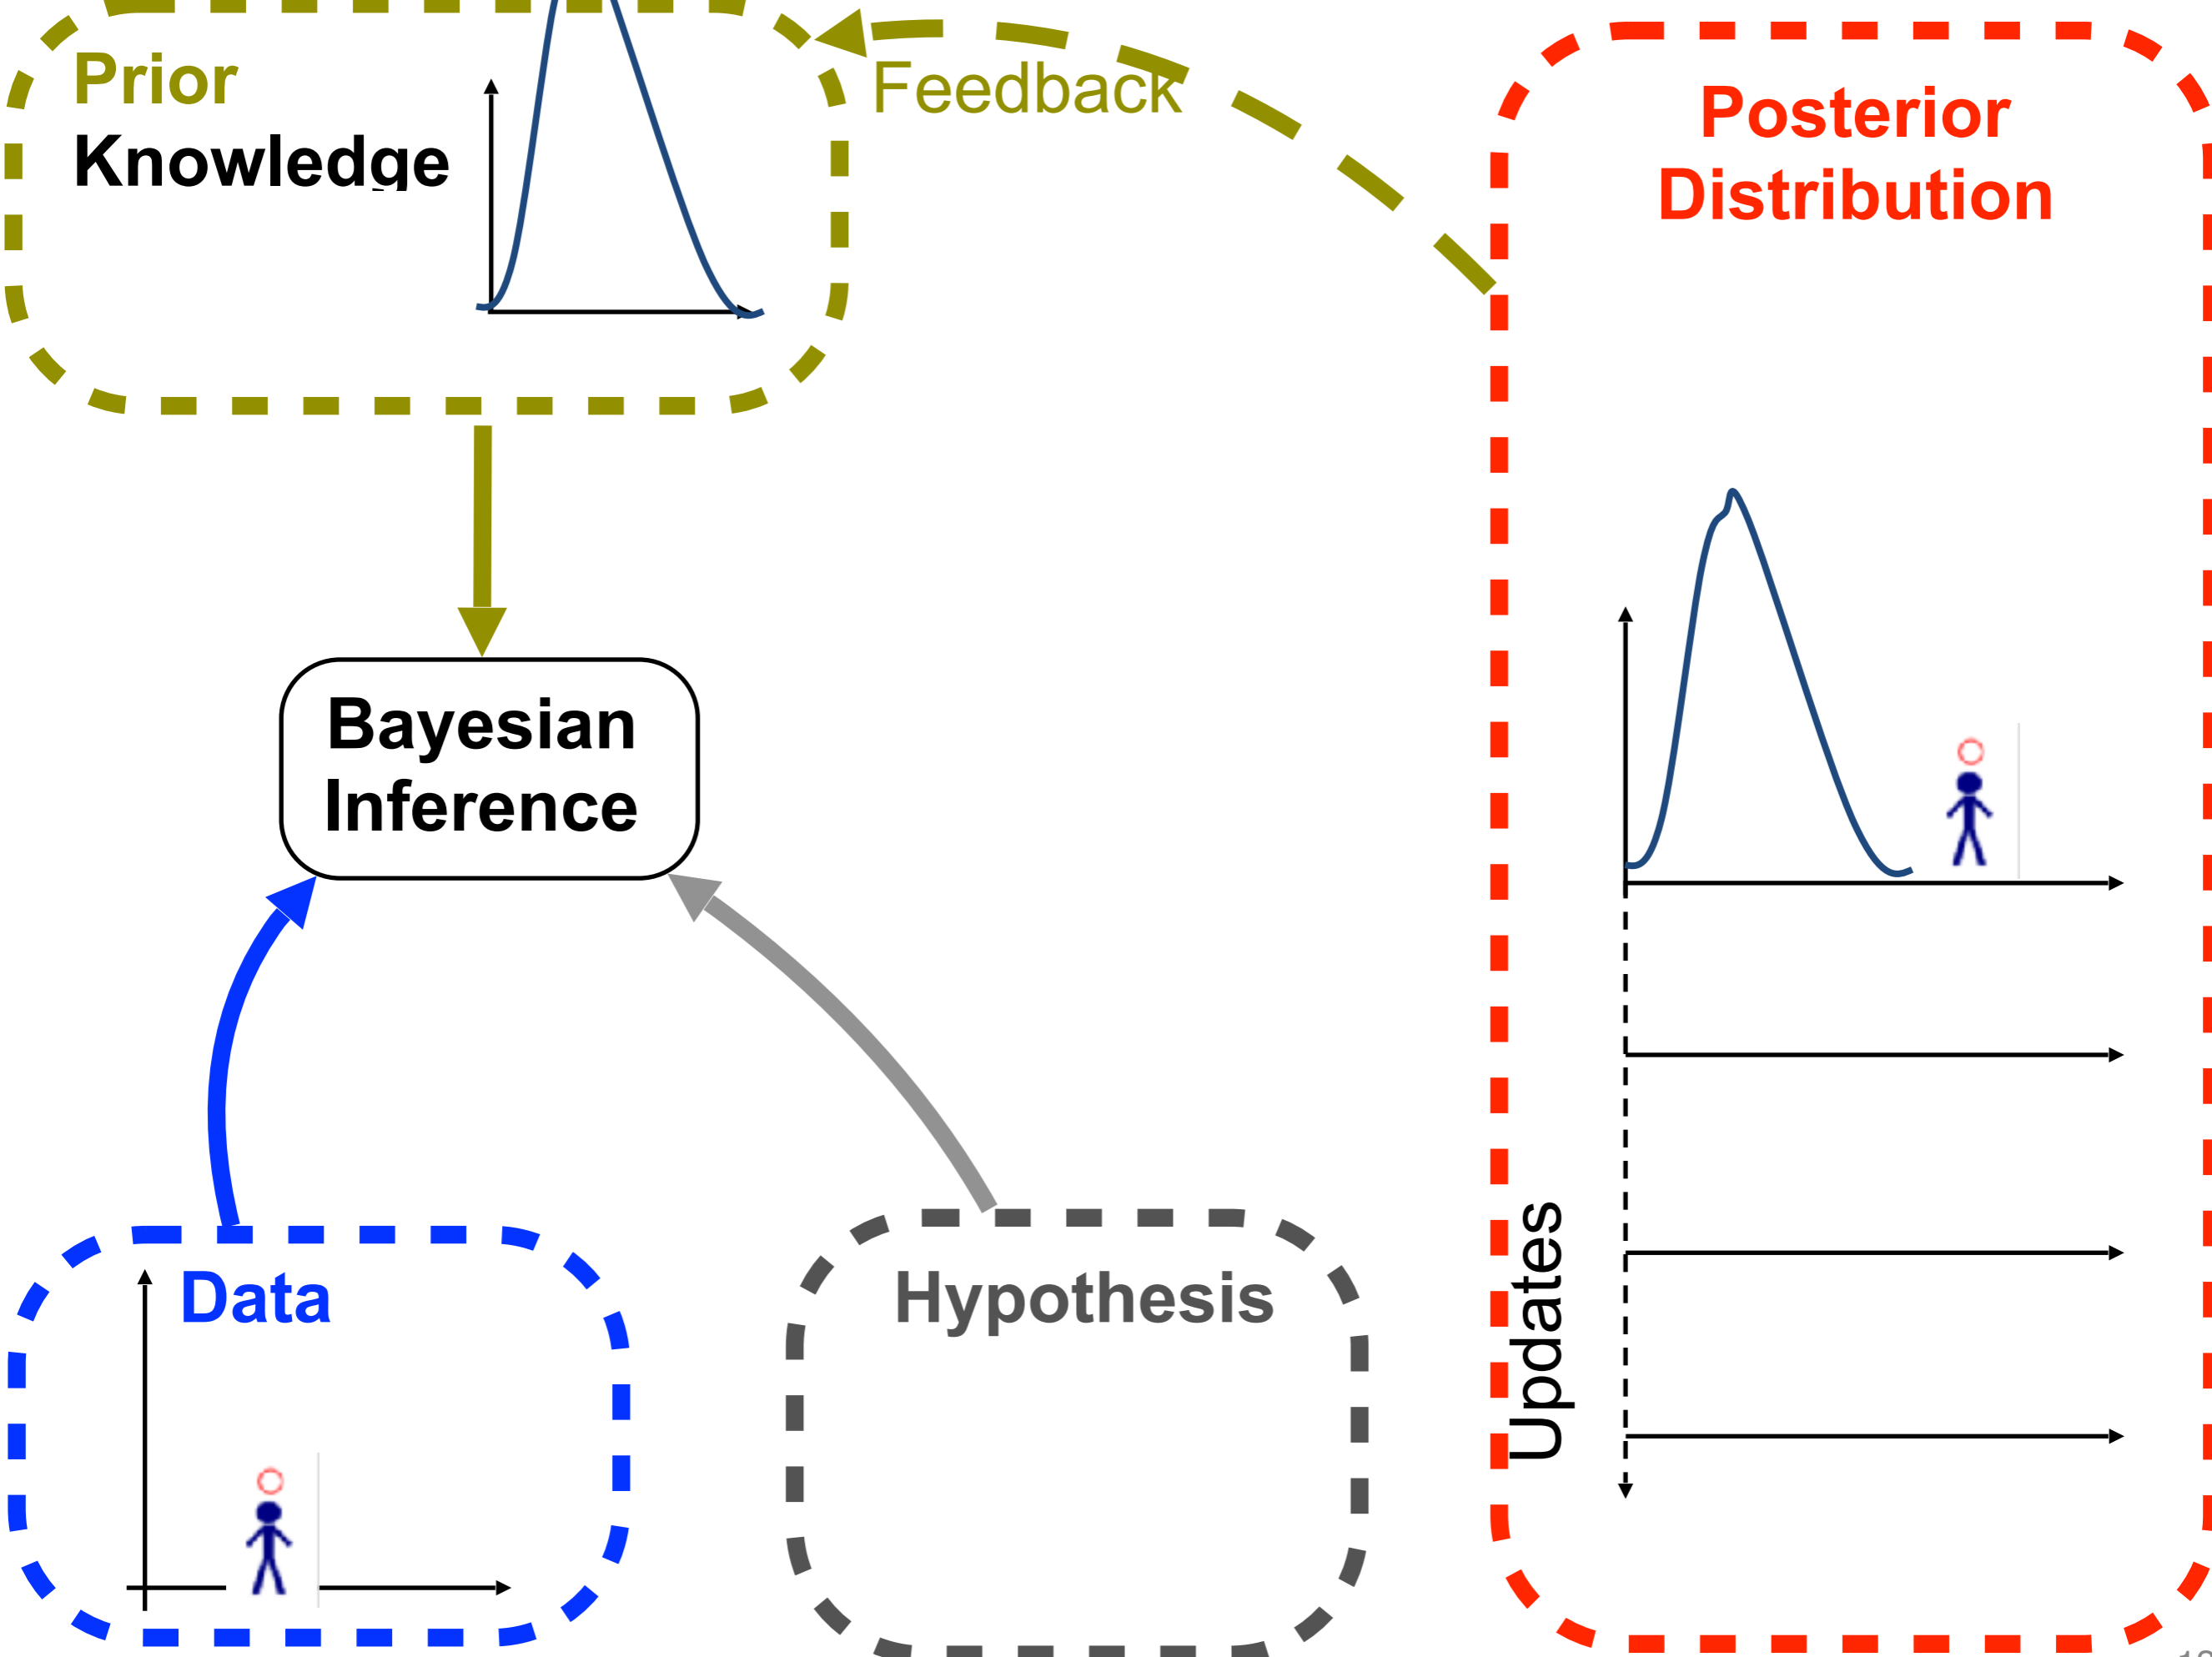 Prior
Knowledge
Feedback
Posterior
Distribution
Bayesian
Inference
Data
Hypothesis
Updates